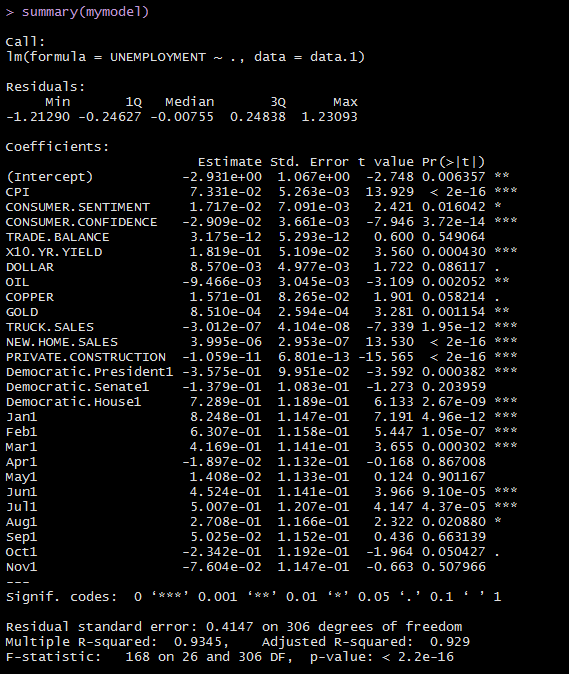 > summary(mymodel)
Call:
lm(formula = UNEMPLOYMENT ~ ., data = data.1)
Residuals:
     Min       1Q   Median       3Q      Max
-1.21290 -0.24627 -0.00755  0.24838  1.23093
Coefficients:
                       Estimate Std. Error t value Pr(>|t|)
(Intercept)          -2.931e+00  1.067e+00  -2.748 0.006357 **
CPI                   7.331e-02  5.263e-03  13.929  < 2e-16 ***
CONSUMER.SENTIMENT    1.717e-02  7.091e-03   2.421 0.016042 *
CONSUMER.CONFIDENCE  -2.909e-02  3.661e-03  -7.946 3.72e-14 ***
TRADE.BALANCE         3.175e-12  5.293e-12   0.600 0.549064
X10.YR.YIELD          1.819e-01  5.109e-02   3.560 0.000430 ***
DOLLAR                8.570e-03  4.977e-03   1.722 0.086117 .
OIL                  -9.466e-03  3.045e-03  -3.109 0.002052 **
COPPER                1.571e-01  8.265e-02   1.901 0.058214 .
GOLD                  8.510e-04  2.594e-04   3.281 0.001154 **
TRUCK.SALES          -3.012e-07  4.104e-08  -7.339 1.95e-12 ***
NEW.HOME.SALES        3.995e-06  2.953e-07  13.530  < 2e-16 ***
PRIVATE.CONSTRUCTION -1.059e-11  6.801e-13 -15.565  < 2e-16 ***
Democratic.President1 -3.575e-01  9.951e-02  -3.592 0.000382 ***
Democratic.Senate1   -1.379e-01  1.083e-01  -1.273 0.203959
Democratic.House1     7.289e-01  1.189e-01   6.133 2.67e-09 ***
Jan1                  8.248e-01  1.147e-01   7.191 4.96e-12 ***
Feb1                  6.307e-01  1.158e-01   5.447 1.05e-07 ***
Mar1                  4.169e-01  1.141e-01   3.655 0.000302 ***
Apr1                 -1.897e-02  1.132e-01  -0.168 0.867008
May1                  1.408e-02  1.133e-01   0.124 0.901167
Jun1                  4.524e-01  1.141e-01   3.966 9.10e-05 ***
Jul1                  5.007e-01  1.207e-01   4.147 4.37e-05 ***
Aug1                  2.708e-01  1.166e-01   2.322 0.020880 *
Sep1                  5.025e-02  1.152e-01   0.436 0.663139
Oct1                 -2.342e-01  1.192e-01  -1.964 0.050427 .
Nov1                 -7.604e-02  1.147e-01  -0.663 0.507966
---
Signif. codes:  0 ‘***’ 0.001 ‘**’ 0.01 ‘*’ 0.05 ‘.’ 0.1 ‘ ’ 1
Residual standard error: 0.4147 on 306 degrees of freedom
Multiple R-squared:  0.9345,    Adjusted R-squared:  0.929
F-statistic:   168 on 26 and 306 DF,  p-value: < 2.2e-16